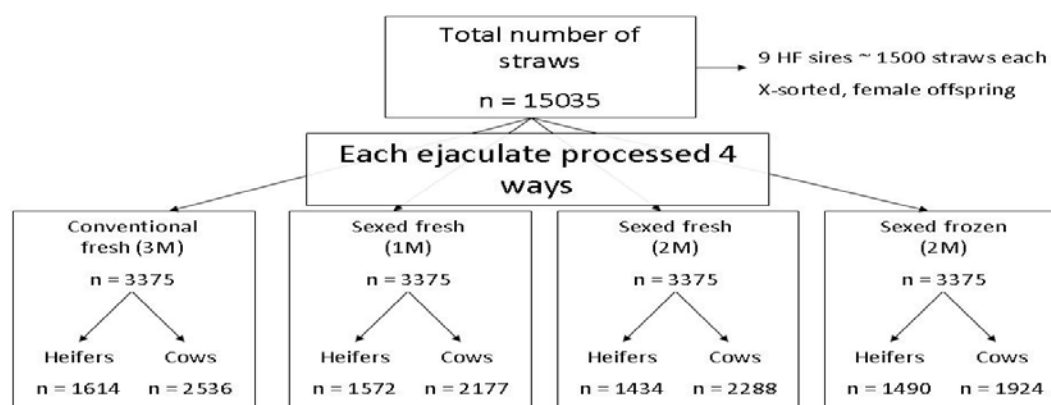 Total number of
straws
n = 15035
9 HF sires ~ 1500 straws each
X-sorted, female offspring
Each ejaculate processed 4
ways
Conventional
fresh (3M)
n = 3375
Heifers Cows
n = 1614 n = 2536
Sexed fresh
(1M)
n = 3375
Heifers Cows
n = 1572 n = 2177
Sexed fresh
(2M)
n = 3375
Heifers Cows
n = 1434 n = 2288
Sexed frozen
(2M)
n = 3375
Heifers Cows
n = 1490 n = 1924